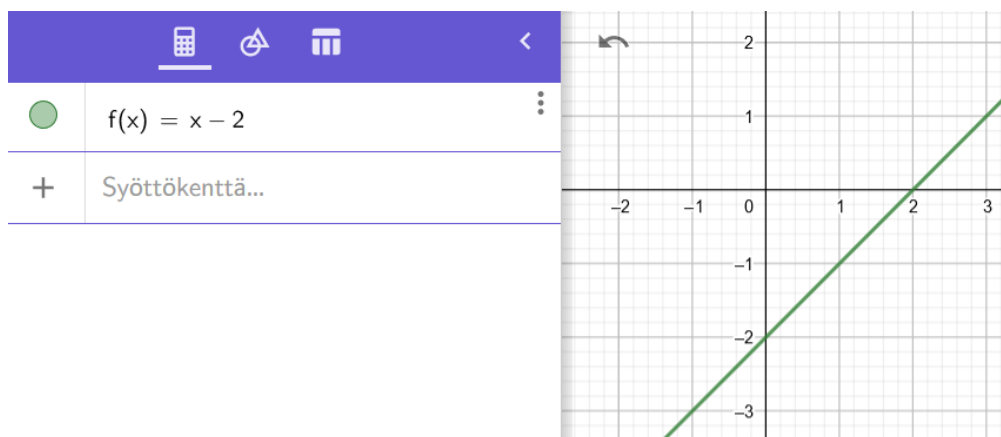 f(x) = x – 2
Syöttökenttä...
2
1
–2 –1 0 1 2 3
–1
–2
–3